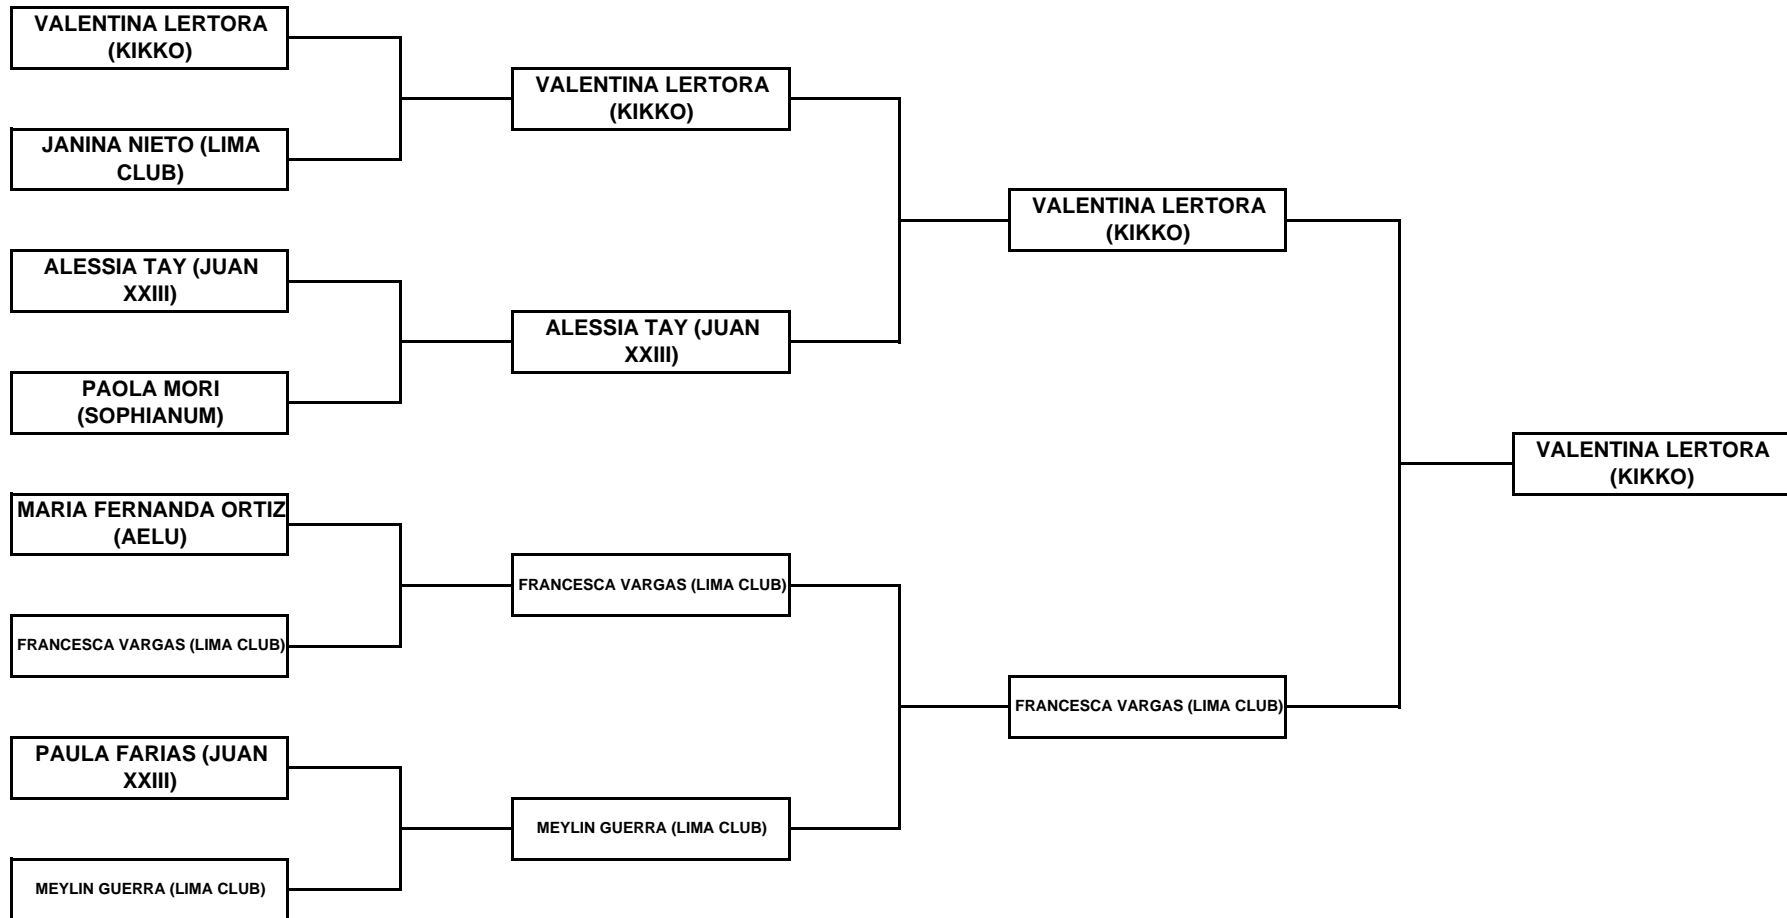 VALENTINA LERTORA
(KIKKO)
JANINA NIETO (LIMA
CLUB)
ALESSIA TAY (JUAN
XXIII)
PAOLA MORI
(SOPHIANUM)
MARIA FERNANDA ORTIZ
(AELU)
FRANCESCA VARGAS (LIMA CLUB)
PAULA FARIAS (JUAN
XXIII)
MEYLIN GUERRA (LIMA CLUB)
VALENTINA LERTORA
(KIKKO)
ALESSIA TAY (JUAN
XXIII)
FRANCESCA VARGAS (LIMA CLUB)
MEYLIN GUERRA (LIMA CLUB)
VALENTINA LERTORA
(KIKKO)
FRANCESCA VARGAS (LIMA CLUB)
VALENTINA LERTORA
(KIKKO)